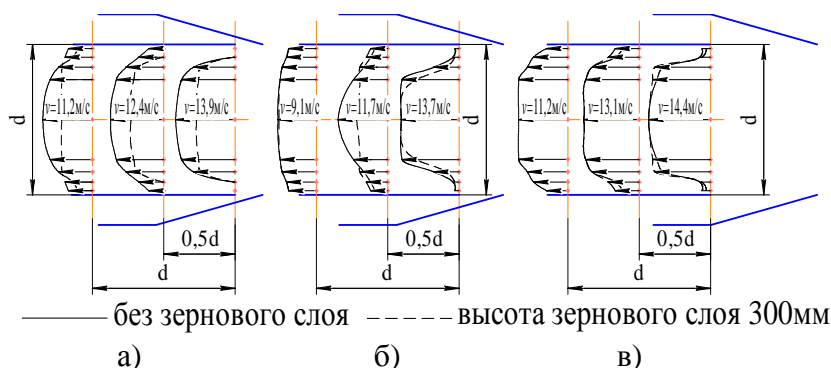 d
v=11,2м/с v=12,4м/с v=13,9м/с
0,5d
d
v=9,1м/с v=11,7м/с v=13,7м/с
d
0,5d
d
v=11,2м/с v=13,1м/с v=14,4м/с
d
0,5d
d
без зернового слоя
высота зернового слоя 300мм
а) б) в)